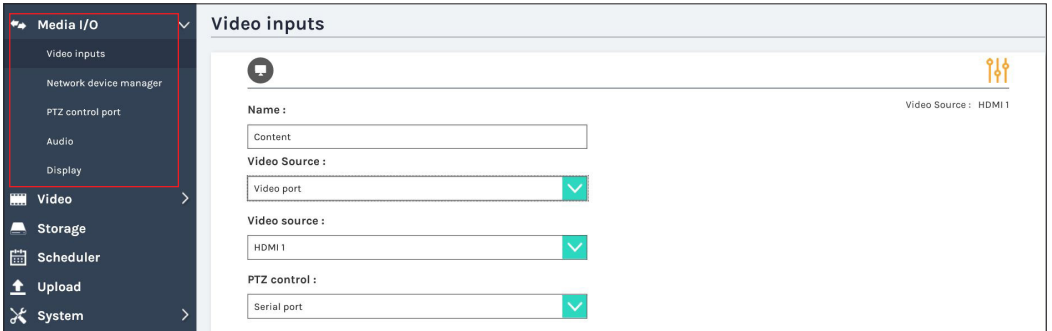 Media I/O
Video inputs
Network device manager
PTZ control port
Audio
Display
Video
Storage
Scheduler
Upload
System
Video inputs
Video Source : HDMI 1
Name :
Content
Video Source :
Video port
Video source :
HDMI 1
PTZ control :
Serial port